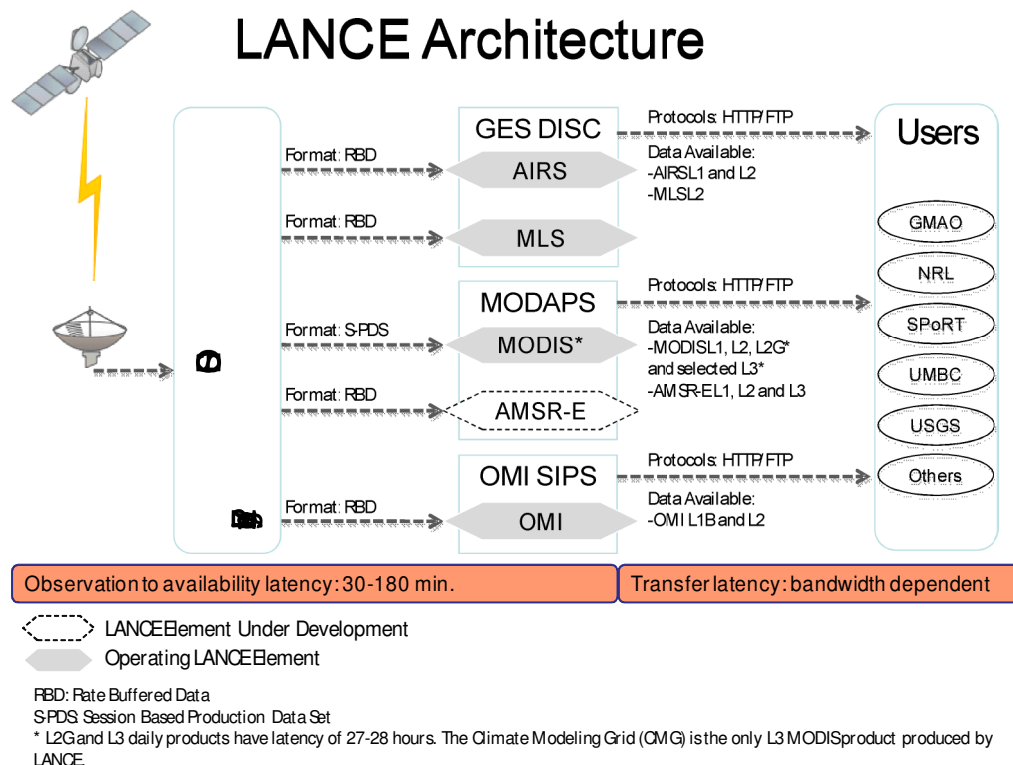 LANCE Architecture
GES DISC
Protocols: HTTP/FTP
Users
Format: RBD
AIRS
Data Available:
-AIRSL1 and L2
-MLSL2
Format: RBD
MLS
GMAO
NRL
MODAPS
Protocols: HTTP/FTP
SPoRT
Format: S-PDS
MODIS*
Data Available:
-MODISL1, L2, L2G*
and selected L3*
-AMSR-EL1, L2 and L3
UMBC
Format: RBD
AMSR-E
USGS
OMI SIPS
Protocols: HTTP/FTP
Others
Format: RBD
OMI
Data Available:
-OMI L1B and L2
Observation to availability latency: 30-180 min.
Transfer latency: bandwidth dependent
LANCE Element Under Development
Operating LANCE Element
RBD: Rate Buffered Data
S-PDS: Session Based Production Data Set
* L2G and L3 daily products have latency of 27-28 hours. The Climate Modeling Grid (CMG) is the only L3 MODIS product produced by
LANCE.